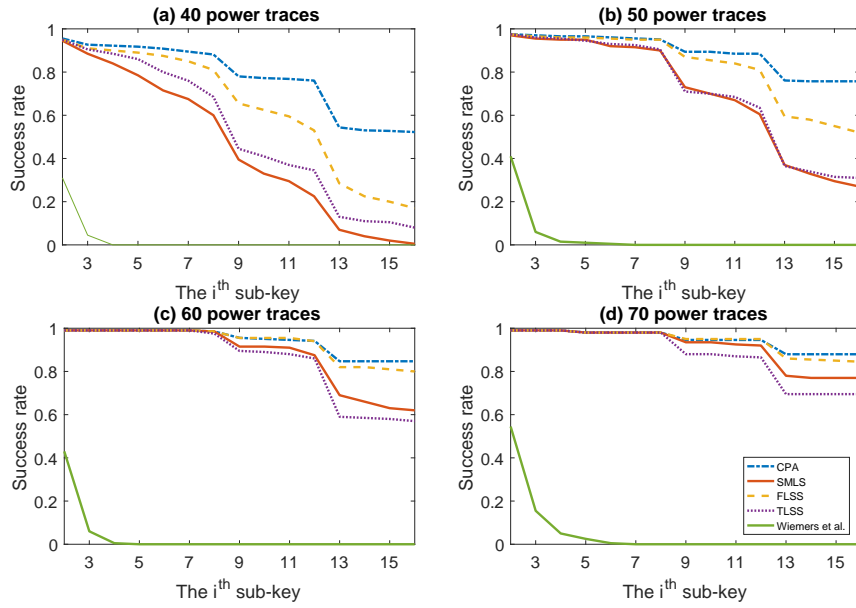 (a) 40 power traces
Success rate
1
0.8
0.6
0.4
0.2
0
3 5 7 9 11 13 15
The i^th sub-key
(b) 50 power traces
Success rate
1
0.8
0.6
0.4
0.2
0
3 5 7 9 11 13 15
The i^th sub-key
(c) 60 power traces
Success rate
1
0.8
0.6
0.4
0.2
0
3 5 7 9 11 13 15
The i^th sub-key
(d) 70 power traces
Success rate
1
0.8
0.6
0.4
0.2
0
3 5 7 9 11 13 15
The i^th sub-key
CPA
SMLS
FLSS
TLSS
Wiemers et al.